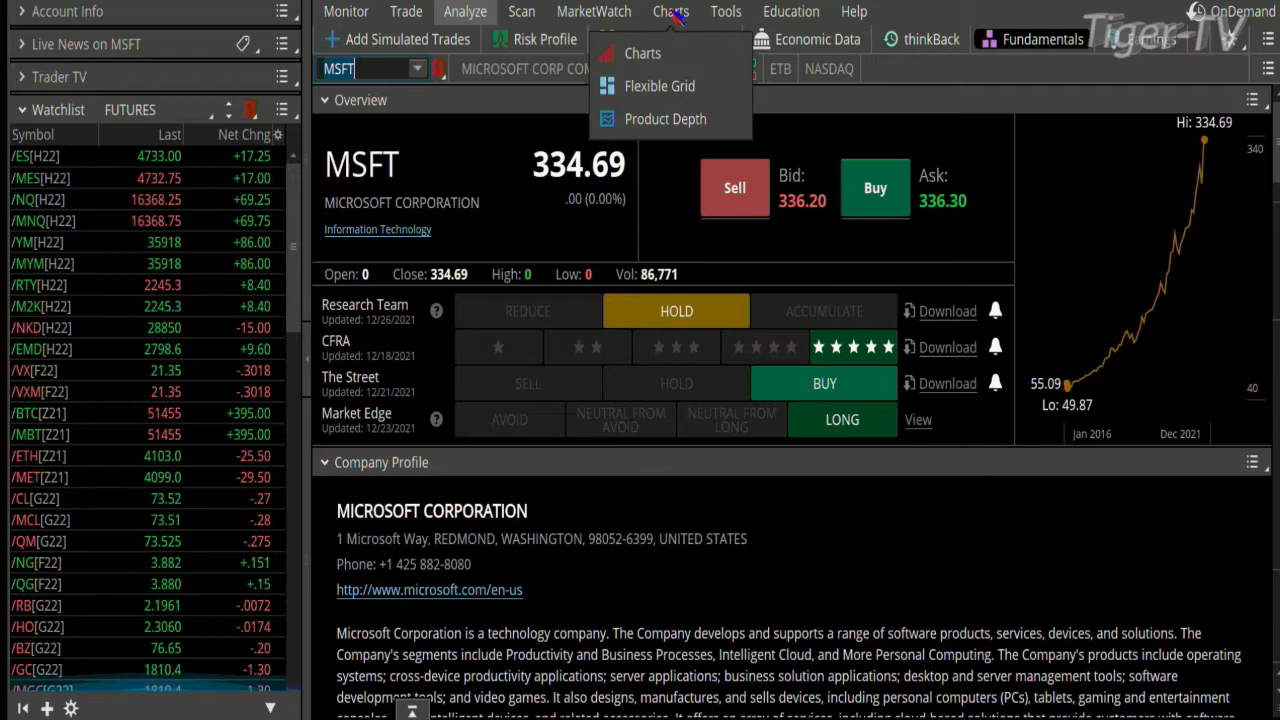 Account Info
Live News on MSFT
Trader TV
Watchlist FUTURES
Symbol Last Net Chng
/ES[H22] 4733.00 +17.25
/MES[H22] 4732.75 +17.00
/NQ[H22] 16368.25 +69.25
/MNQ[H22] 16368.25 +69.75
/YM[H22] 35918 +86.00
/MYM[H22] 35918 +86.00
/RTY[H22] 2245.3 +8.40
/M2K[H22] 2245.3 +8.40
/NKD[H22] 28850 -15.00
/EMD[H22] 2798.6 +9.60
/VX[F22] 21.35 -.3018
/VXM[F22] 21.35 -.3018
/BTC[Z21] 51455 +395.00
/MBT[Z21] 51455 +395.00
/ETH[Z21] 4103.0 -25.50
/MET[Z21] 4099.0 -29.50
/CL[G22] 73.52 -.27
/MCL[G22] 73.51 -.28
/QM[G22] 73.525 -.275
/NG[F22] 3.882 +.151
/QG[F22] 3.880 +.15
/RB[G22] 2.1961 -.0072
/HO[G22] 2.3060 -.0174
/BZ[G22] 76.65 -.20
/GC[G22] 1810.4 -1.30
/MGC[G22] 1810.4 -1.30
Monitor Trade Analyze Scan MarketWatch Charts Tools Education Help OnDemand
Tiger-TV
Add Simulated Trades Risk Profile Economic Data thinkBack Fundamentals Earnings
Charts
Flexible Grid
Product Depth
MSFT MICROSOFT CORP COM ETB NASDAQ
Overview
MSFT 334.69
.00 (0.00%)
MICROSOFT CORPORATION
Information Technology
Sell Bid: 336.20 Buy Ask: 336.30
Open: 0 Close: 334.69 High: 0 Low: 0 Vol: 86,771
Research Team REDUCE HOLD ACCUMULATE Download
Updated: 12/26/2021
CFRA Download
Updated: 12/18/2021
The Street SELL HOLD BUY Download
Updated: 12/21/2021
Market Edge AVOID NEUTRAL FROM AVOID NEUTRAL FROM LONG LONG View
Updated: 12/23/2021
Hi: 334.69
340
55.09
40
Lo: 49.87
Jan 2016 Dec 2021
Company Profile
MICROSOFT CORPORATION
1 Microsoft Way, REDMOND, WASHINGTON, 98052-6399, UNITED STATES
Phone: +1 425 882-8080
http://www.microsoft.com/en-us
Microsoft Corporation is a technology company. The Company develops and supports a range of software products, services, devices, and solutions. The
Company's segments include Productivity and Business Processes, Intelligent Cloud, and More Personal Computing. The Company's products include operating
systems; cross-device productivity applications; server applications; business solution applications; desktop and server management tools; software
development tools; and video games. It also designs, manufactures, and sells devices, including personal computers (PCs), tablets, gaming and entertainment